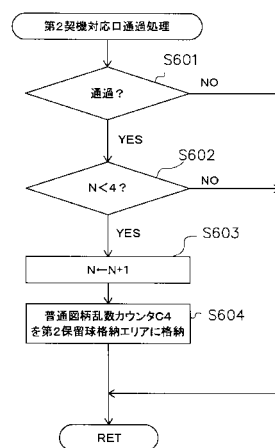 第2契機対応口通過処理
S601
通過?
NO
YES
S602
N<4?
NO
YES
S603
N←N+1
S604
普通図柄乱数カウンタC4
を第2保留球格納エリアに格納
RET